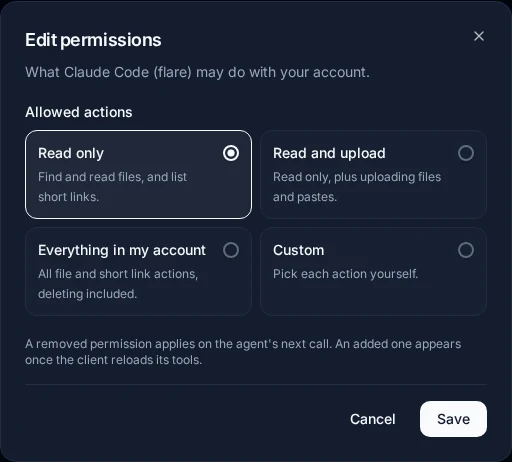 Edit permissions
What Claude Code (flare) may do with your account.
Allowed actions
Read only
Find and read files, and list
short links.
Read and upload
Read only, plus uploading files
and pastes.
Everything in my account
All file and short link actions,
deleting included.
Custom
Pick each action yourself.
A removed permission applies on the agent's next call. An added one appears
once the client reloads its tools.
Cancel
Save